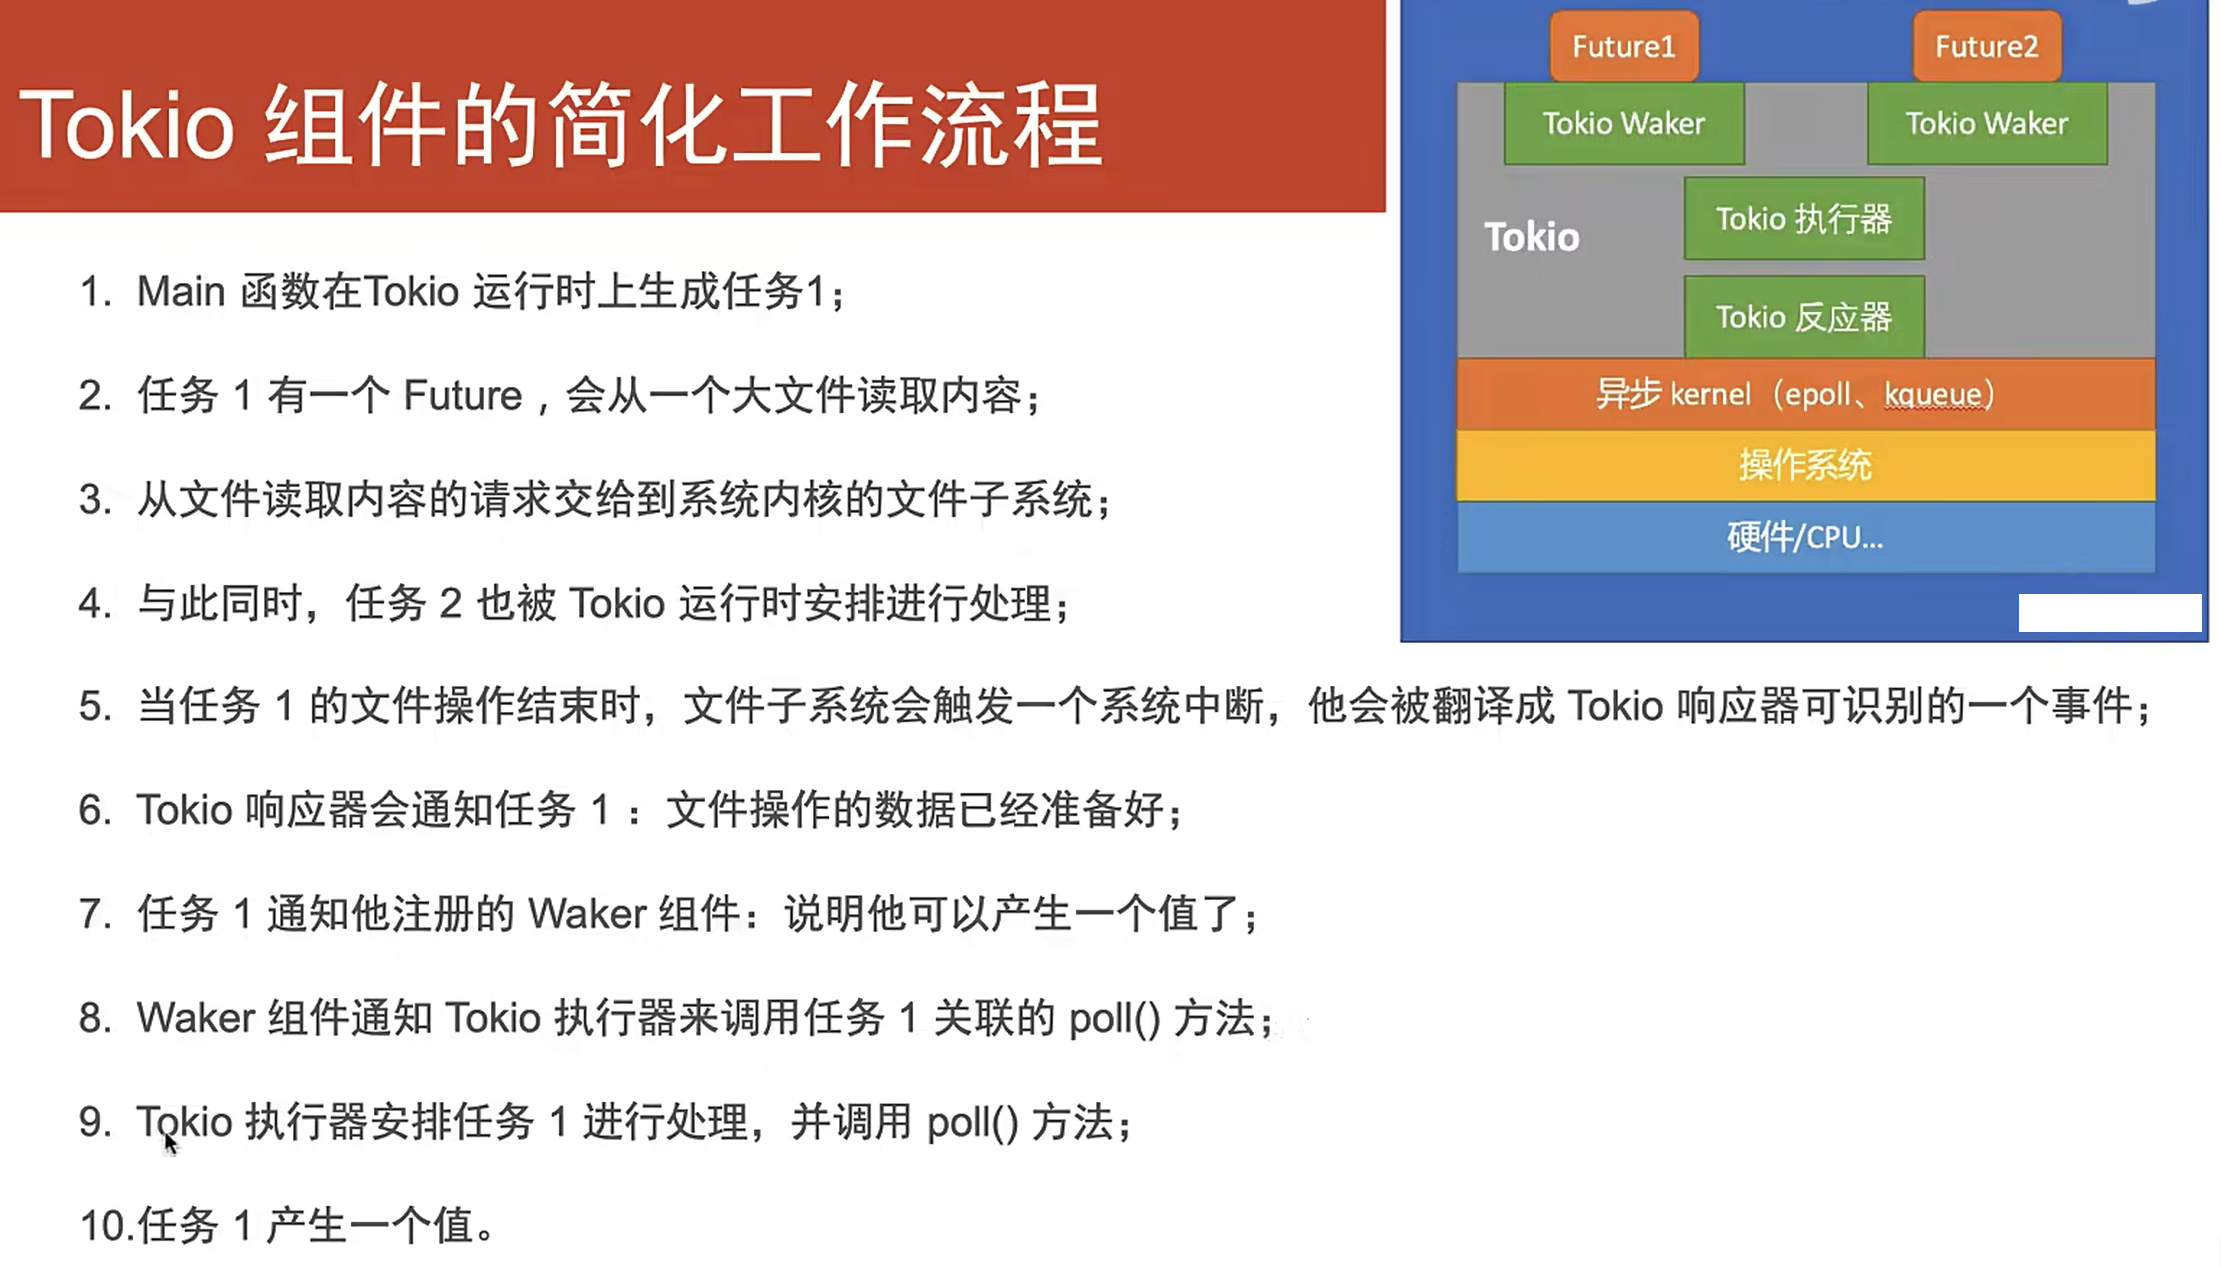 Tokio 组件的简化工作流程
1. Main 函数在Tokio 运行时上生成任务1；
2. 任务 1 有一个 Future，会从一个大文件读取内容；
3. 从文件读取内容的请求交给到系统内核的文件子系统；
4. 与此同时，任务 2 也被 Tokio 运行时安排进行处理；
5. 当任务 1 的文件操作结束时，文件子系统会触发一个系统中断，他会被翻译成 Tokio 响应器可识别的一个事件；
6. Tokio 响应器会通知任务 1 ：文件操作的数据已经准备好；
7. 任务 1 通知他注册的 Waker 组件：说明他可以产生一个值了；
8. Waker 组件通知 Tokio 执行器来调用任务 1 关联的 poll() 方法；
9. Tokio 执行器安排任务 1 进行处理，并调用 poll() 方法；
10.任务 1 产生一个值。
Future1
Future2
Tokio Waker
Tokio Waker
Tokio 执行器
Tokio
Tokio 反应器
异步 kernel（epoll、kqueue）
操作系统
硬件/CPU...